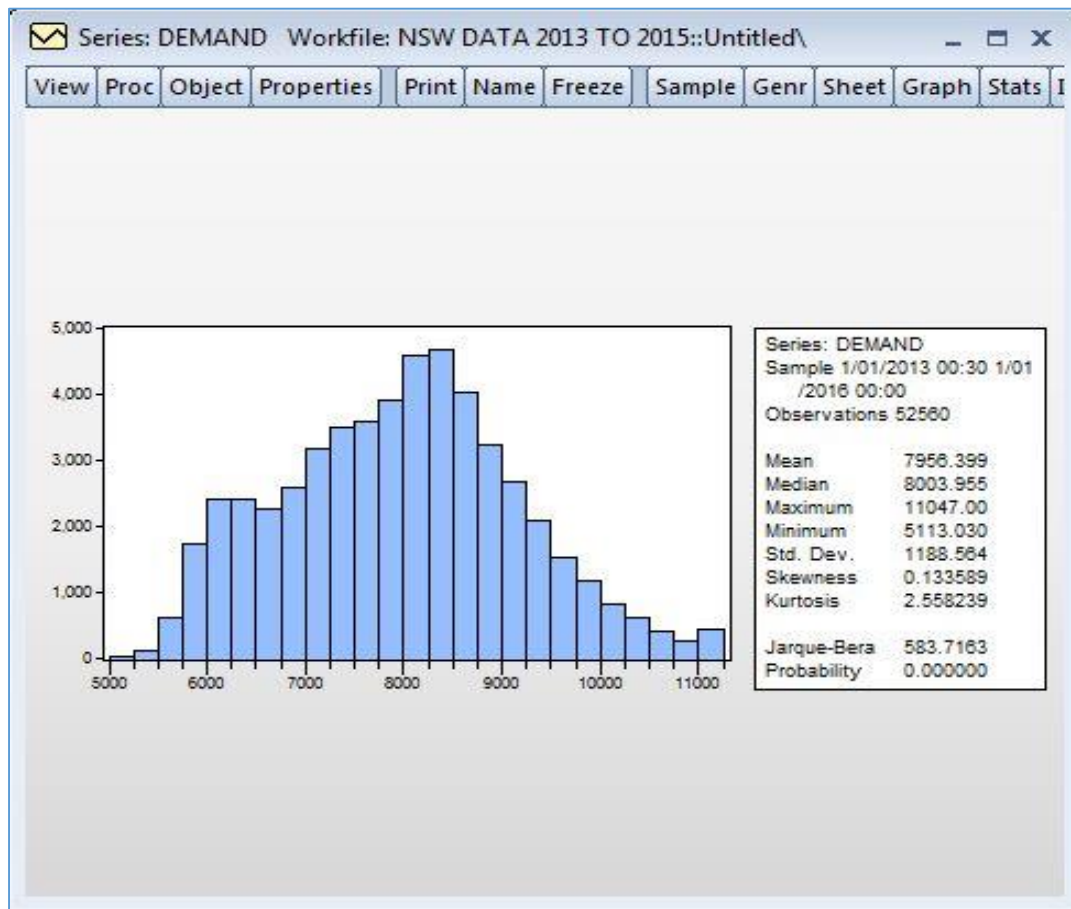 Series: DEMAND Workfile: NSW DATA 2013 TO 2015::Untitled\
View Proc Object Properties Print Name Freeze Sample Genr Sheet Graph Stats
5,000
4,000
3,000
2,000
1,000
0
5000 6000 7000 8000 9000 10000 11000
Series: DEMAND
Sample 1/01/2013 00:30 1/01
/2016 00:00
Observations 52560
Mean 7956.399
Median 8003.955
Maximum 11047.00
Minimum 5113.030
Std. Dev. 1188.564
Skewness 0.133589
Kurtosis 2.558239
Jarque-Bera 583.7163
Probability 0.000000